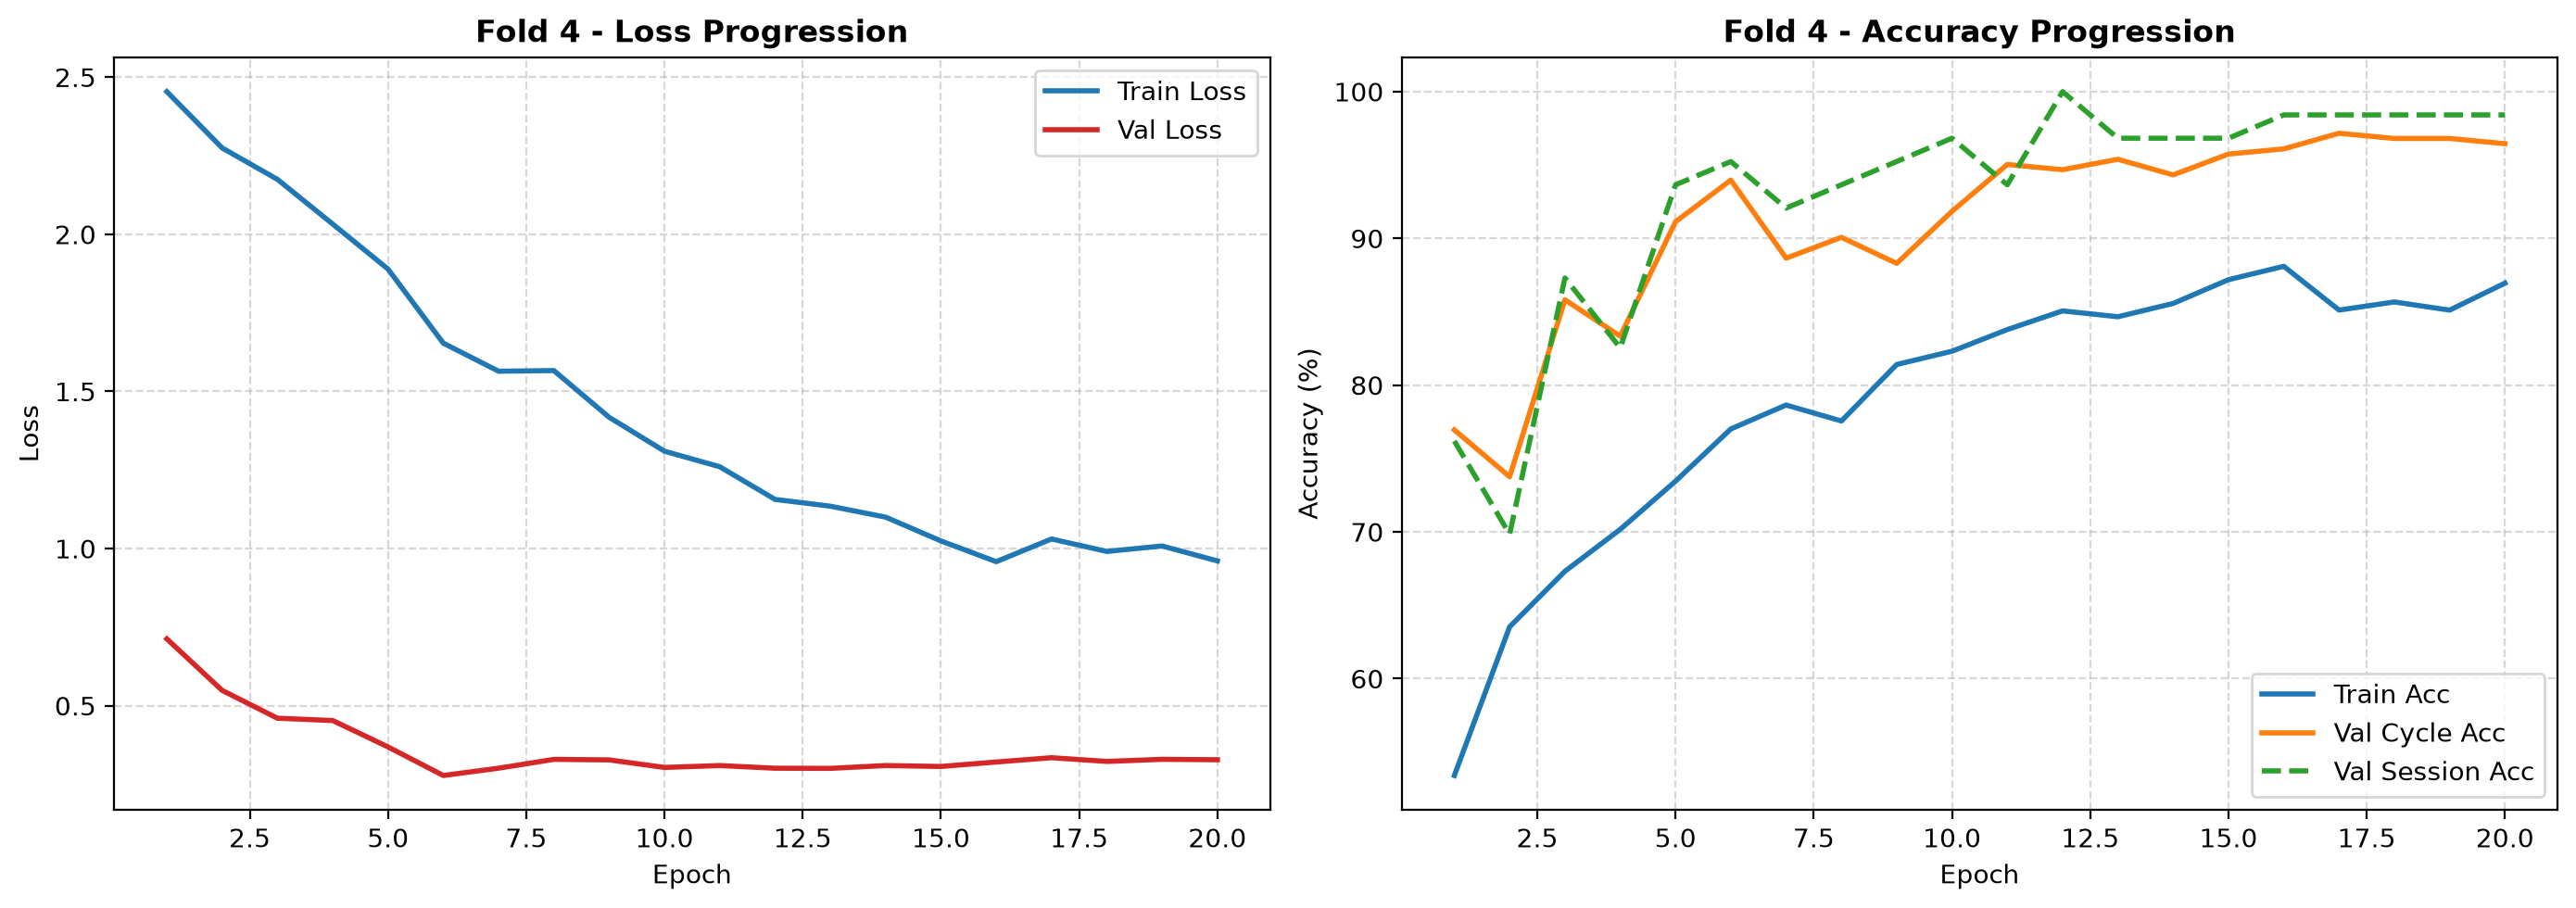 Fold 4 - Loss Progression
2.5
2.0
1.5
1.0
0.5
Loss
Train Loss
Val Loss
2.5 5.0 7.5 10.0 12.5 15.0 17.5 20.0
Epoch
Fold 4 - Accuracy Progression
100
90
80
70
60
Accuracy (%)
Train Acc
Val Cycle Acc
Val Session Acc
2.5 5.0 7.5 10.0 12.5 15.0 17.5 20.0
Epoch